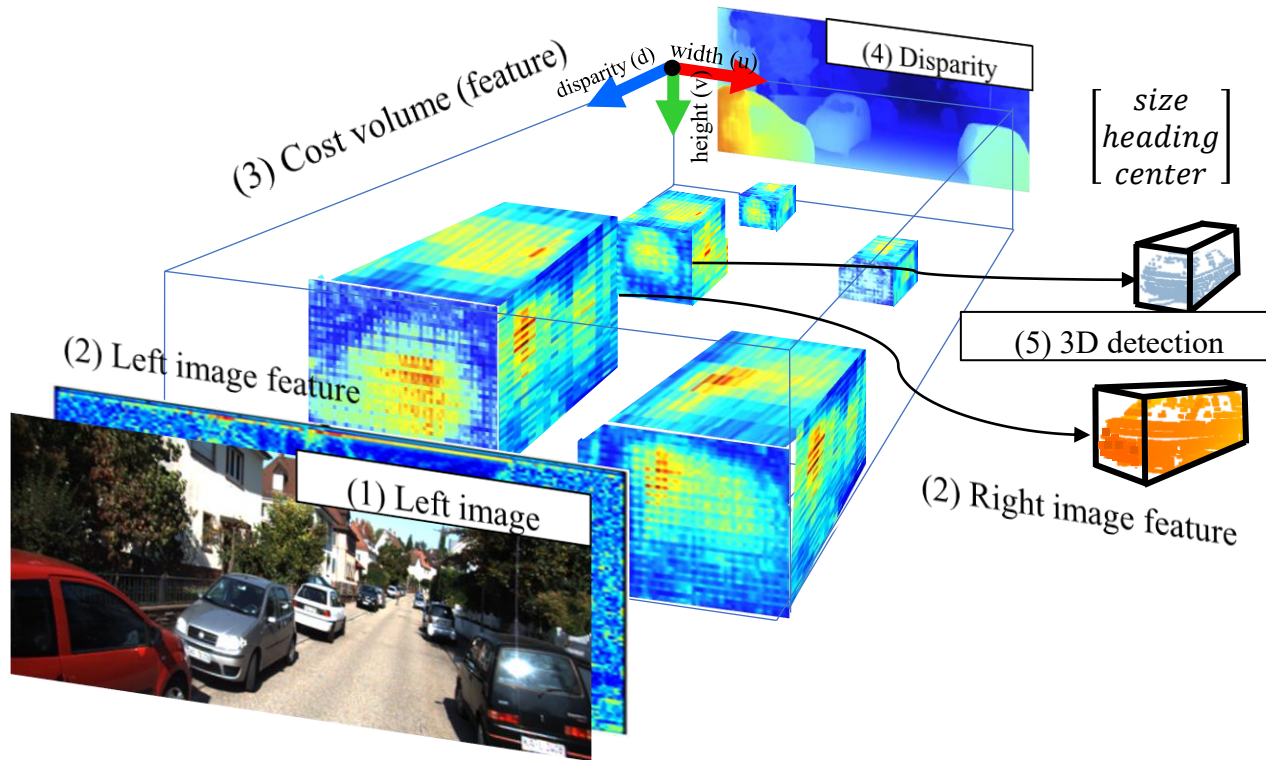 (3) Cost volume (feature)
disparity (d)
width (u)
height (v)
(4) Disparity
size
heading
center
(5) 3D detection
(2) Left image feature
(1) Left image
(2) Right image feature